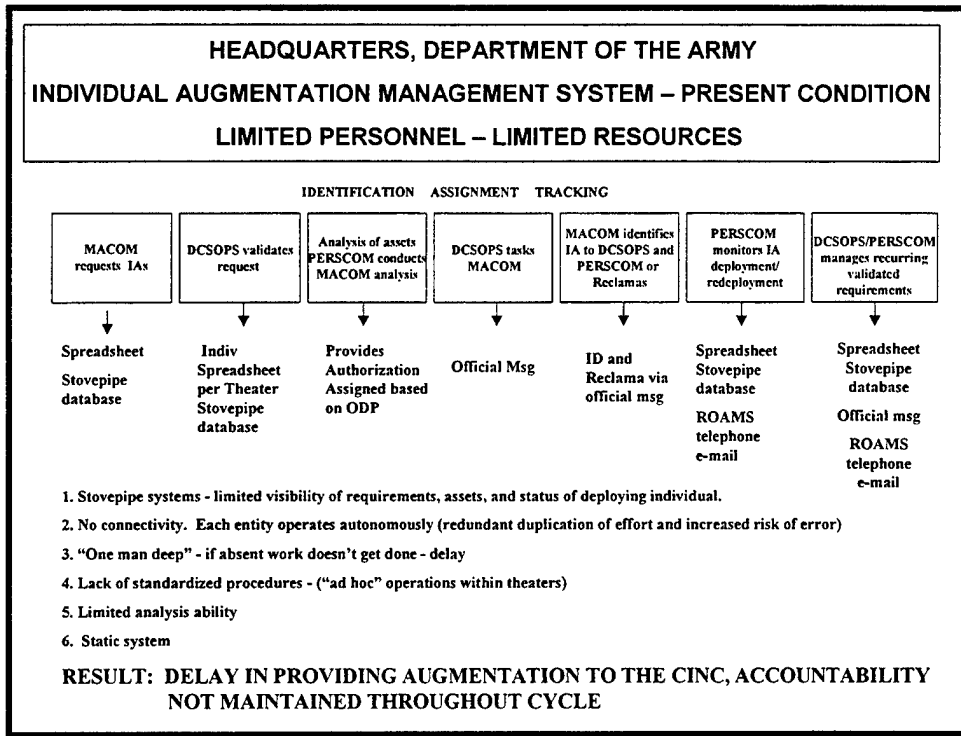 HEADQUARTERS, DEPARTMENT OF THE ARMY
INDIVIDUAL AUGMENTATION MANAGEMENT SYSTEM – PRESENT CONDITION
LIMITED PERSONNEL – LIMITED RESOURCES
IDENTIFICATION ASSIGNMENT TRACKING
MACOM
requests IAs
DCSOPS validates
request
Analysis of assets
PERSCOM conducts
MACOM analysis
DCSOPS tasks
MACOM
MACOM identifies
IA to DCSOPS and
PERSCOM or
Reclamas
PERSCOM
monitors IA
deployment/
redeployment
DCSOPS/PERSCOM
manages recurring
validated
requirements
Spreadsheet
Stovepipe
database
Indiv
Spreadsheet
per Theater
Stovepipe
database
Provides
Authorization
Assigned based
on ODP
Official Msg
ID and
Reclama via
official msg
Spreadsheet
Stovepipe
database
ROAMS
telephone
e-mail
Spreadsheet
Stovepipe
database
Official msg
ROAMS
telephone
e-mail
1. Stovepipe systems - limited visibility of requirements, assets, and status of deploying individual.
2. No connectivity. Each entity operates autonomously (redundant duplication of effort and increased risk of error)
3. “One man deep” - if absent work doesn’t get done - delay
4. Lack of standardized procedures - (“ad hoc” operations within theaters)
5. Limited analysis ability
6. Static system
RESULT: DELAY IN PROVIDING AUGMENTATION TO THE CINC, ACCOUNTABILITY
NOT MAINTAINED THROUGHOUT CYCLE